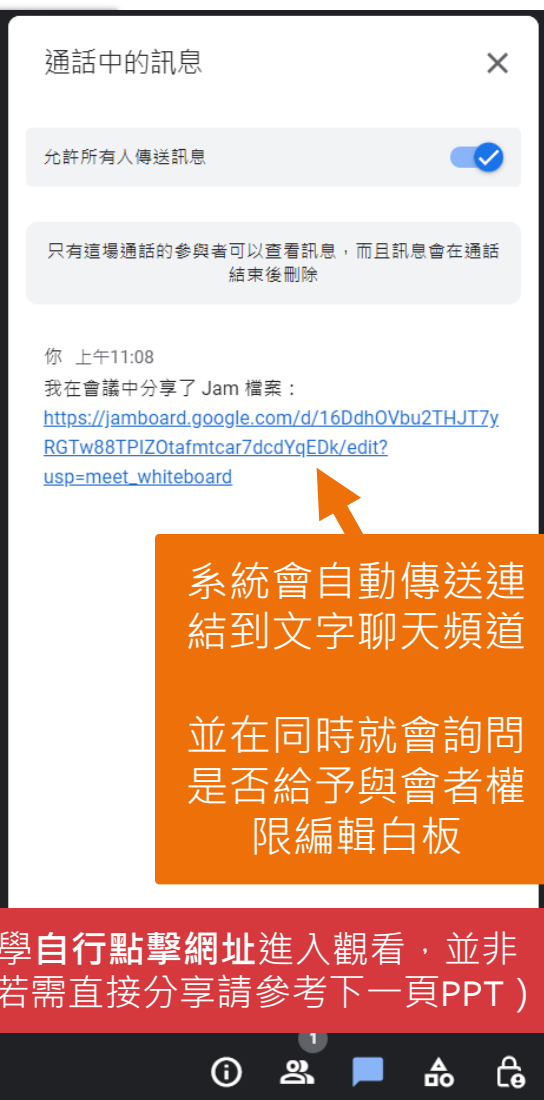 通話中的訊息
允許所有人傳送訊息
只有這場通話的參與者可以查看訊息，而且訊息會在通話
結束後刪除
你 上午11:08
我在會議中分享了 Jam 檔案：
https://jamboard.google.com/d/16DdhOVbu2THJT7y
RGTw88TPIZOtafmtcar7dcdYqEDk/edit?
usp=meet_whiteboard
系統會自動傳送連
結到文字聊天頻道
並在同時就會詢問
是否給予與會者權
限編輯白板
學自行點擊網址進入觀看，並非
若需直接分享請參考下一頁PPT）
1